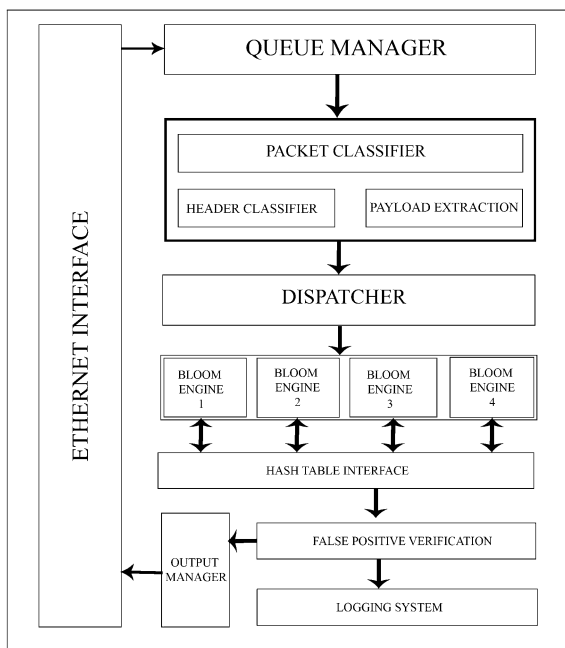 ETHERNET INTERFACE
QUEUE MANAGER
PACKET CLASSIFIER
HEADER CLASSIFIER
PAYLOAD EXTRACTION
DISPATCHER
BLOOM
ENGINE
1
BLOOM
ENGINE
2
BLOOM
ENGINE
3
BLOOM
ENGINE
4
HASH TABLE INTERFACE
FALSE POSITIVE VERIFICATION
OUTPUT
MANAGER
LOGGING SYSTEM